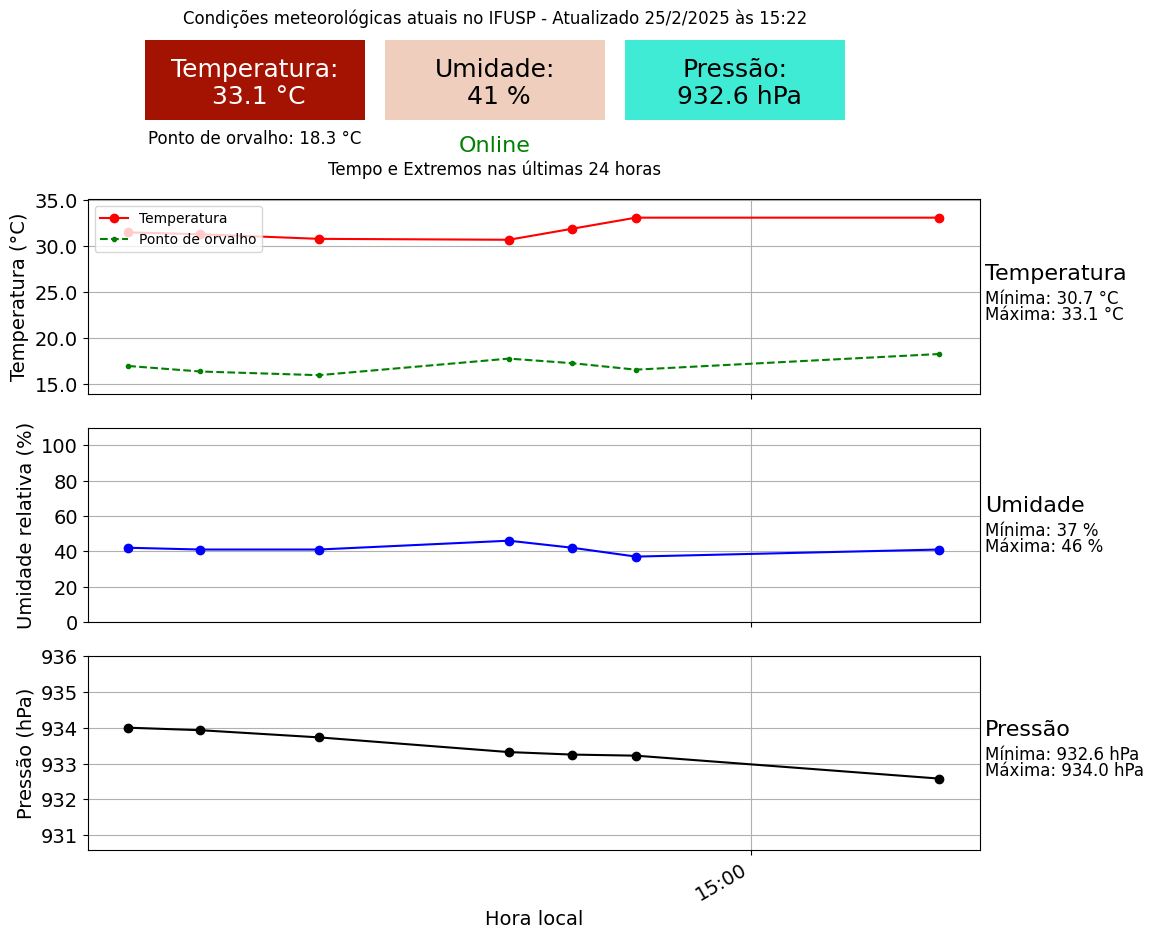 Condições meteorológicas atuais no IFUSP - Atualizado 25/2/2025 às 15:22
Temperatura:
33.1 °C
Umidade:
41 %
Pressão:
932.6 hPa
Ponto de orvalho: 18.3 °C
Online
Tempo e Extremos nas últimas 24 horas
Temperatura (°C)
35.0
30.0
25.0
20.0
15.0
Temperatura
Ponto de orvalho
Temperatura
Mínima: 30.7 °C
Máxima: 33.1 °C
Umidade relativa (%)
100
80
60
40
20
0
Umidade
Mínima: 37 %
Máxima: 46 %
Pressão (hPa)
936
935
934
933
932
931
Pressão
Mínima: 932.6 hPa
Máxima: 934.0 hPa
15:00
Hora local